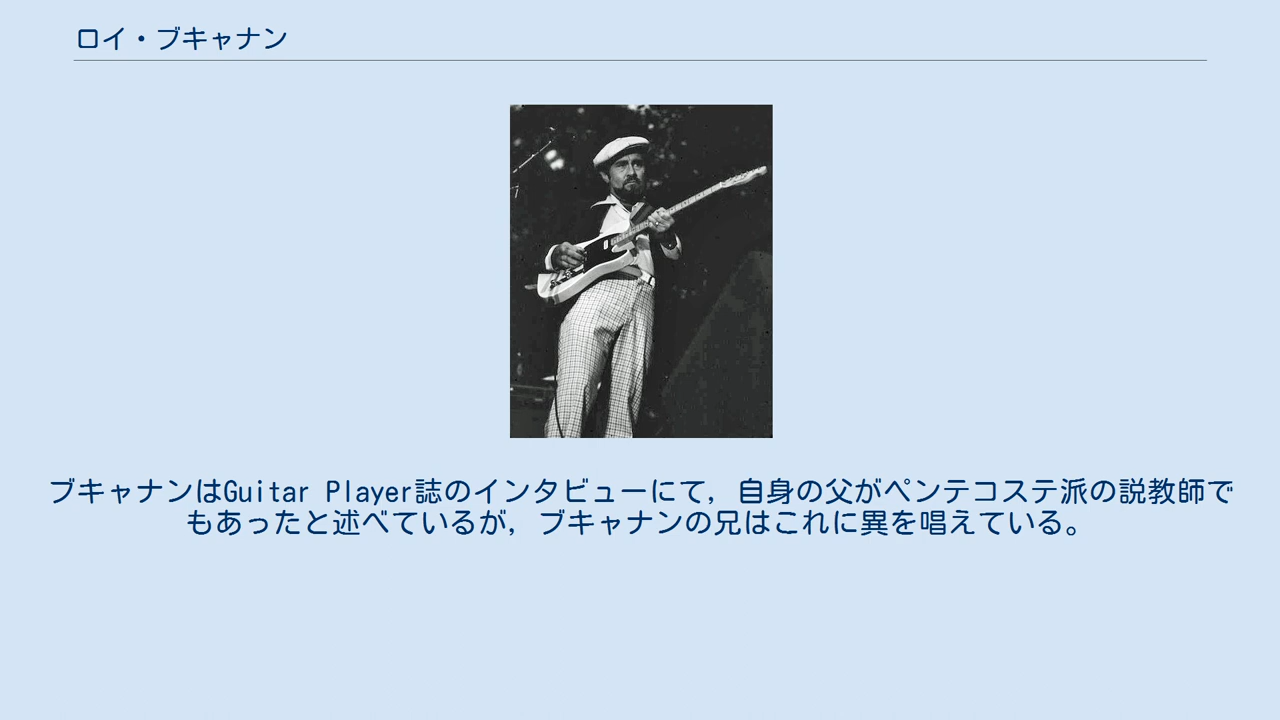 ロイ・ブキャナン
ブキャナンはGuitar Player誌のインタビューにて，自身の父がペンテコステ派の説教師で
もあったと述べているが，ブキャナンの兄はこれに異を唱えている。